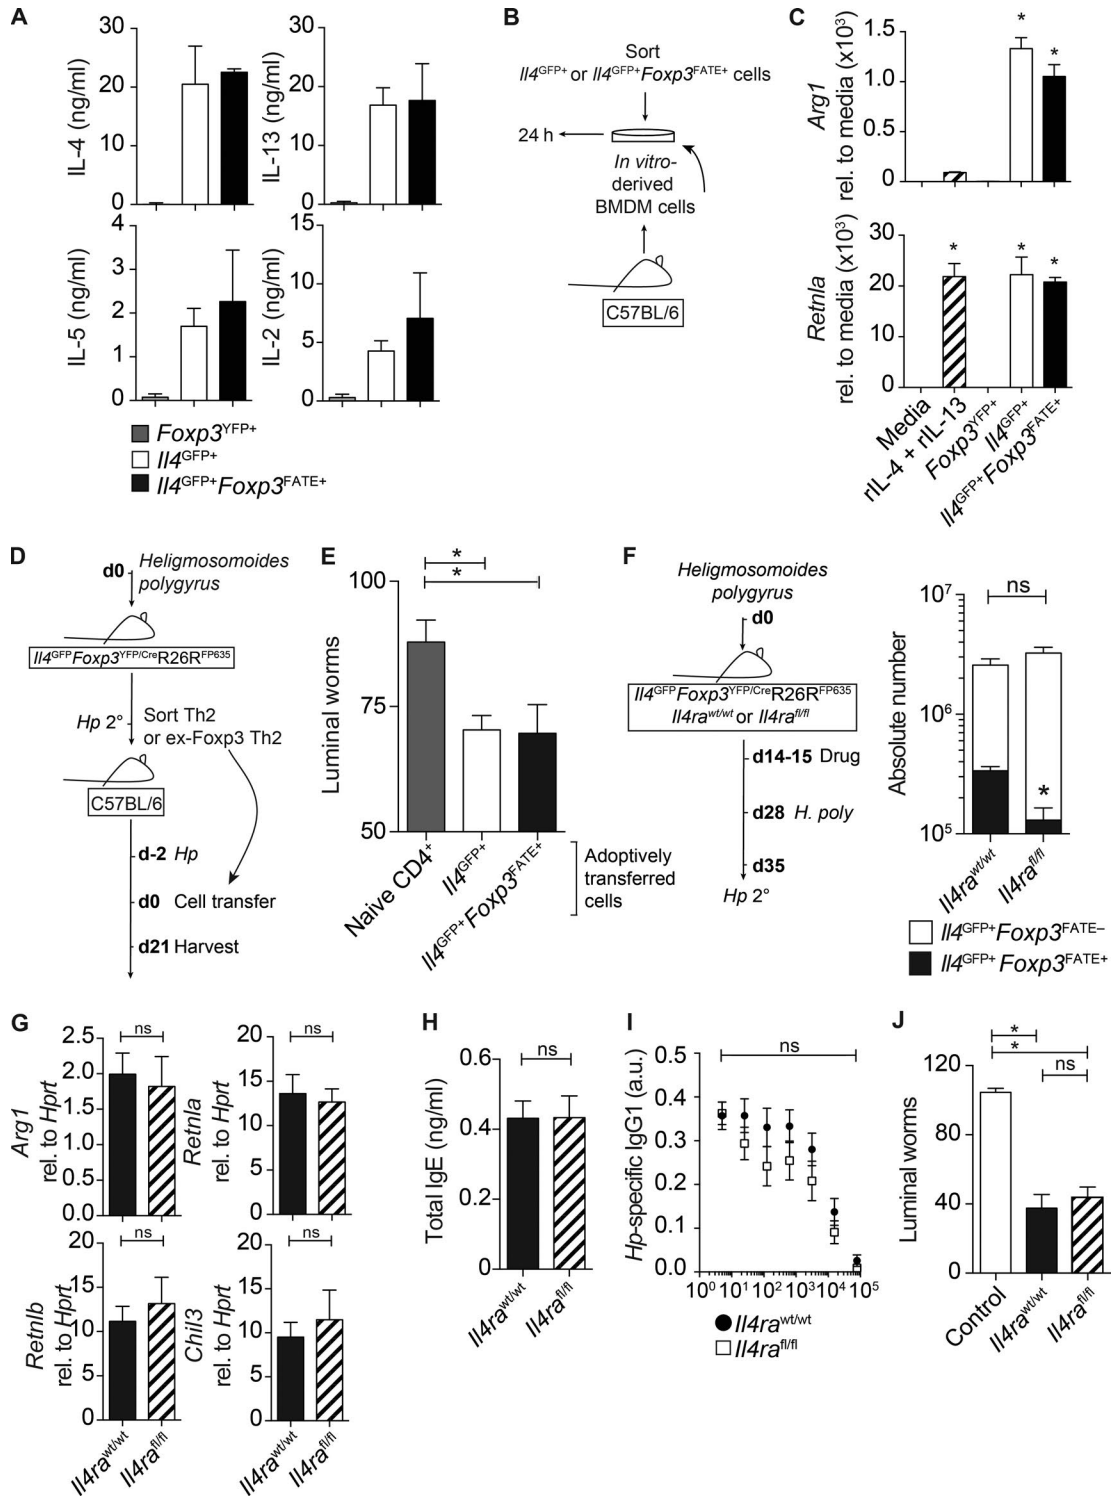 A
30
20
10
0
IL-4 (ng/ml)
30
20
10
0
IL-13 (ng/ml)
4
3
2
1
0
IL-5 (ng/ml)
15
10
5
0
IL-2 (ng/ml)
Foxp3YFP+
Il4GFP+
Il4GFP+Foxp3FATE+
B
Sort
Il4GFP+ or Il4GFP+Foxp3FATE+ cells
24 h
In vitro-
derived
BMDM cells
C57BL/6
C
Arg1
rel. to media (x10³)
1.5
1.0
0.5
0
* *
Retnla
rel. to media (x10³)
30
20
10
0
* * *
Media
rIL-4 + rIL-13
Foxp3YFP+
Il4GFP+
Il4GFP+Foxp3FATE+
D
d0
Heligmosomoides
polygyrus
Il4GFPFoxp3YFP/CreR26RFP635
Hp 2°
Sort Th2
or ex-Foxp3 Th2
C57BL/6
d-2 Hp
d0 Cell transfer
d21 Harvest
E
*
*
100
75
50
Luminal worms
Naive CD4+
Il4GFP+
Il4GFP+Foxp3FATE+
Adoptively
transferred
cells
F
Heligmosomoides
polygyrus
d0
Il4GFPFoxp3YFP/CreR26RFP635
Il4rawt/wt or Il4rafl/fl
d14-15 Drug
d28 H. poly
d35
Hp 2°
10⁷
10⁶
10⁵
Absolute number
ns
*
Il4rawt/wt
Il4rafl/fl
Il4GFP+Foxp3FATE–
Il4GFP+Foxp3FATE+
G
Arg1
rel. to Hprt
2.5
2.0
1.5
1.0
0.5
0.0
ns
Retnla
rel. to Hprt
20
15
10
5
0
ns
Retnlb
rel. to Hprt
20
15
10
5
0
ns
Chil3
rel. to Hprt
20
15
10
5
0
ns
Il4rawt/wt
Il4rafl/fl
Il4rawt/wt
Il4rafl/fl
H
Total IgE (ng/ml)
0.6
0.4
0.2
0
ns
Il4rawt/wt
Il4rafl/fl
I
Hp-specific IgG1 (a.u.)
0.5
0.4
0.3
0.2
0.1
0.0
ns
10⁰ 10¹ 10² 10³ 10⁴ 10⁵
Il4rawt/wt
Il4rafl/fl
J
*
*
ns
120
80
40
0
Luminal worms
Control
Il4rawt/wt
Il4rafl/fl